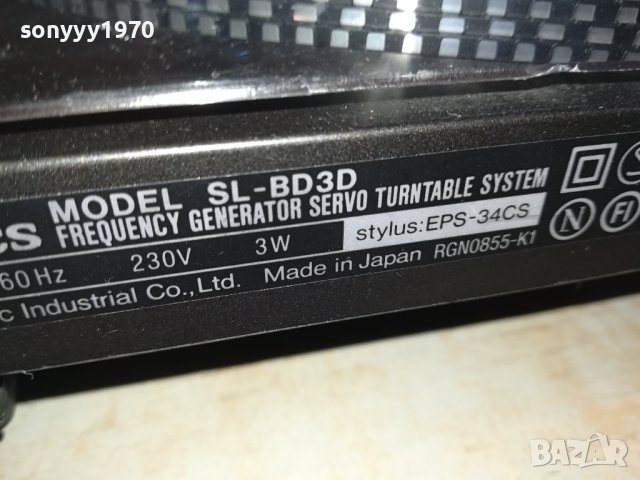 sonyyy1970
CS MODEL SL-BD3D
FREQUENCY GENERATOR SERVO TURNTABLE SYSTEM
60Hz 230V 3W stylus:EPS-34CS
c Industrial Co.,Ltd. Made in Japan RGN0855-K1
N FI
S
BAZAR